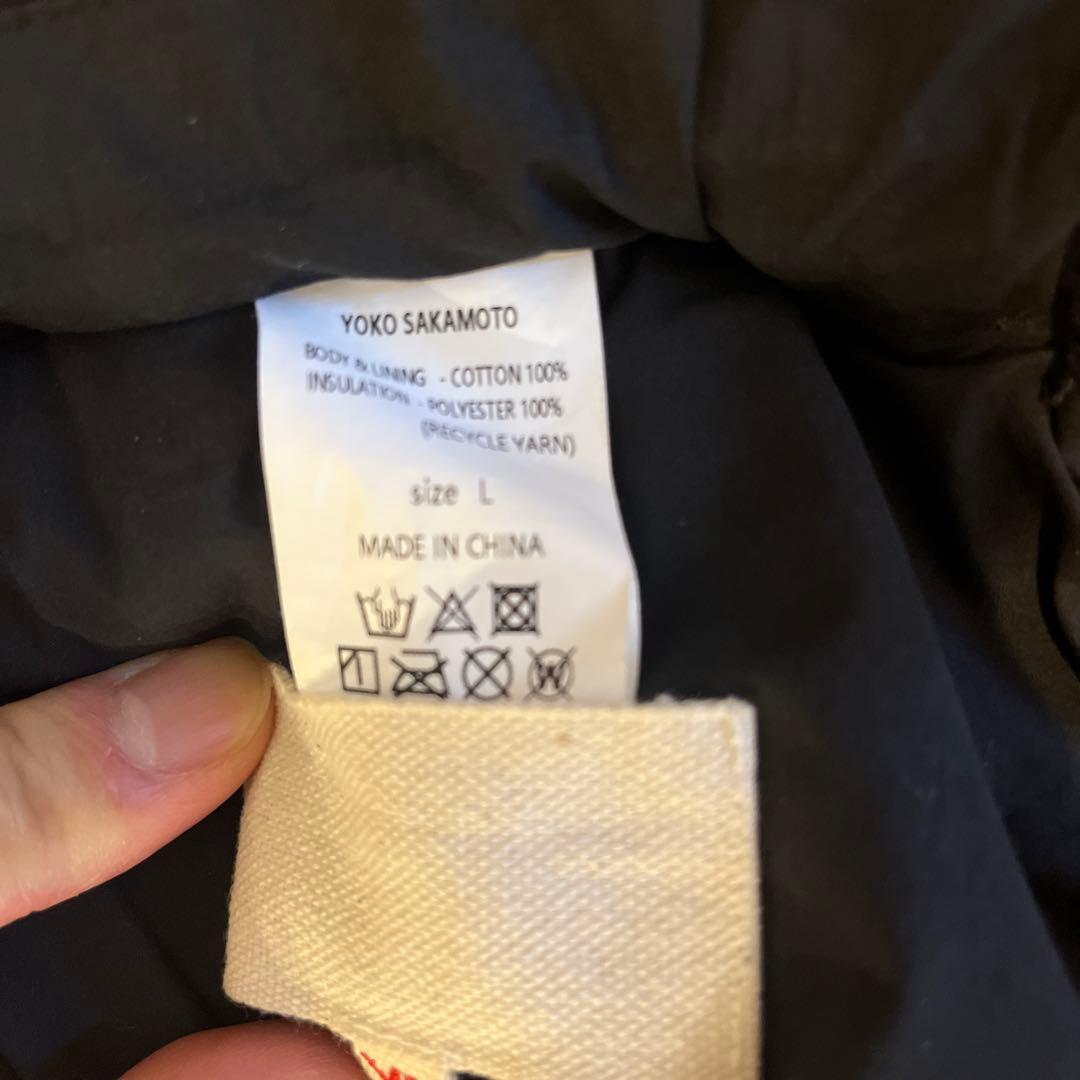 YOKO SAKAMOTO
BODY & LINING - COTTON 100%
INSULATION - POLYESTER 100%
(RECYCLE YARN)
size L
MADE IN CHINA
W